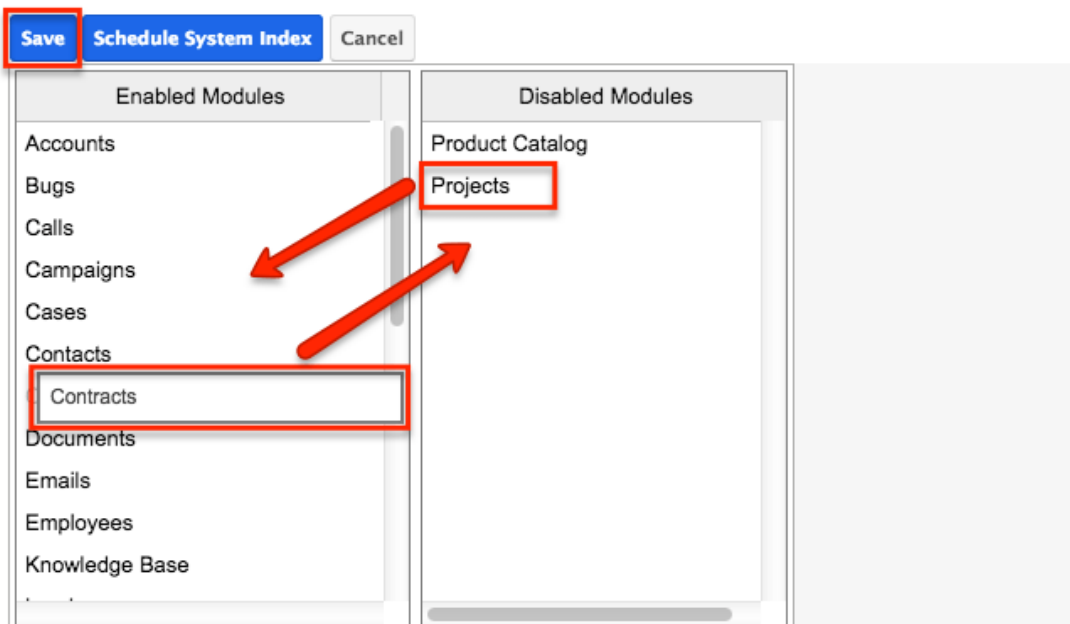 Save Schedule System Index Cancel
Enabled Modules Disabled Modules
Accounts Product Catalog
Bugs Projects
Calls
Campaigns
Cases
Contacts
Contracts
Documents
Emails
Employees
Knowledge Base